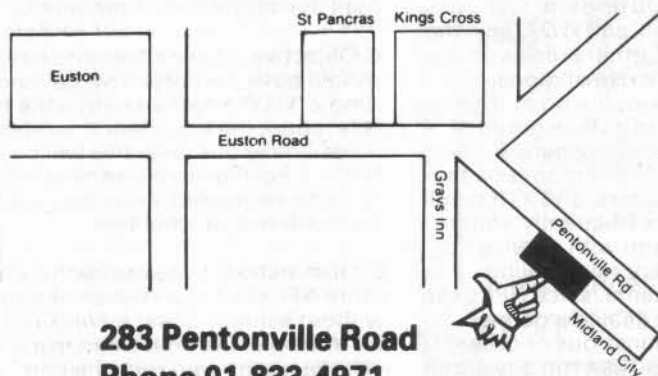 St Pancras Kings Cross
Euston
Euston Road
Grays Inn
Pentonville Rd
Midland City
283 Pentonville Road
Phone 01-833 4971